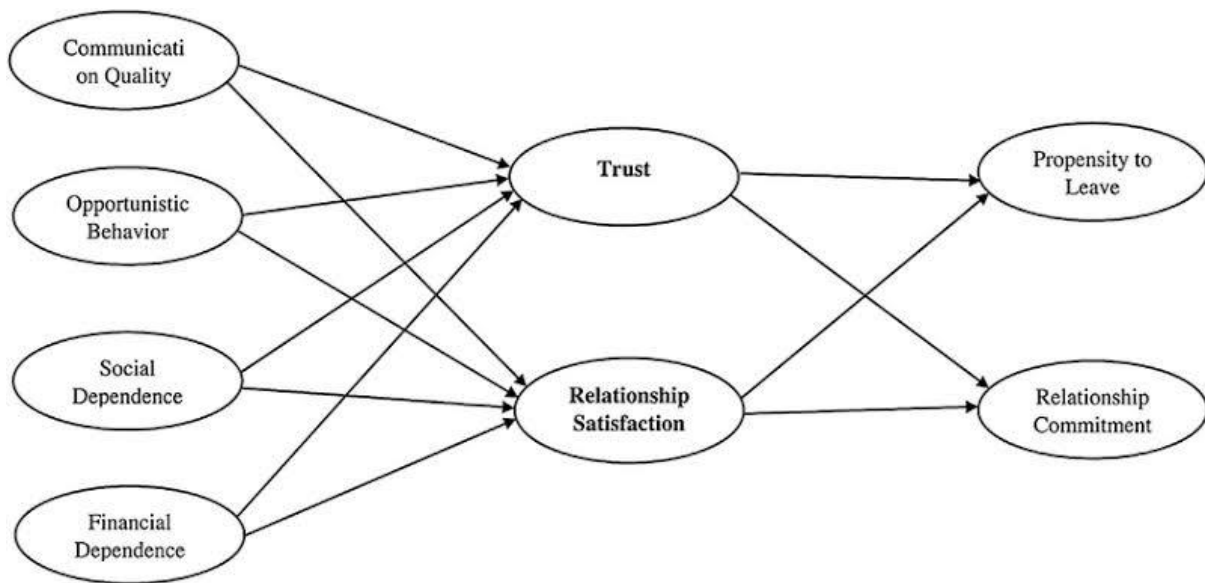 Communicati
on Quality
Opportunistic
Behavior
Social
Dependence
Financial
Dependence
Trust
Relationship
Satisfaction
Propensity to
Leave
Relationship
Commitment